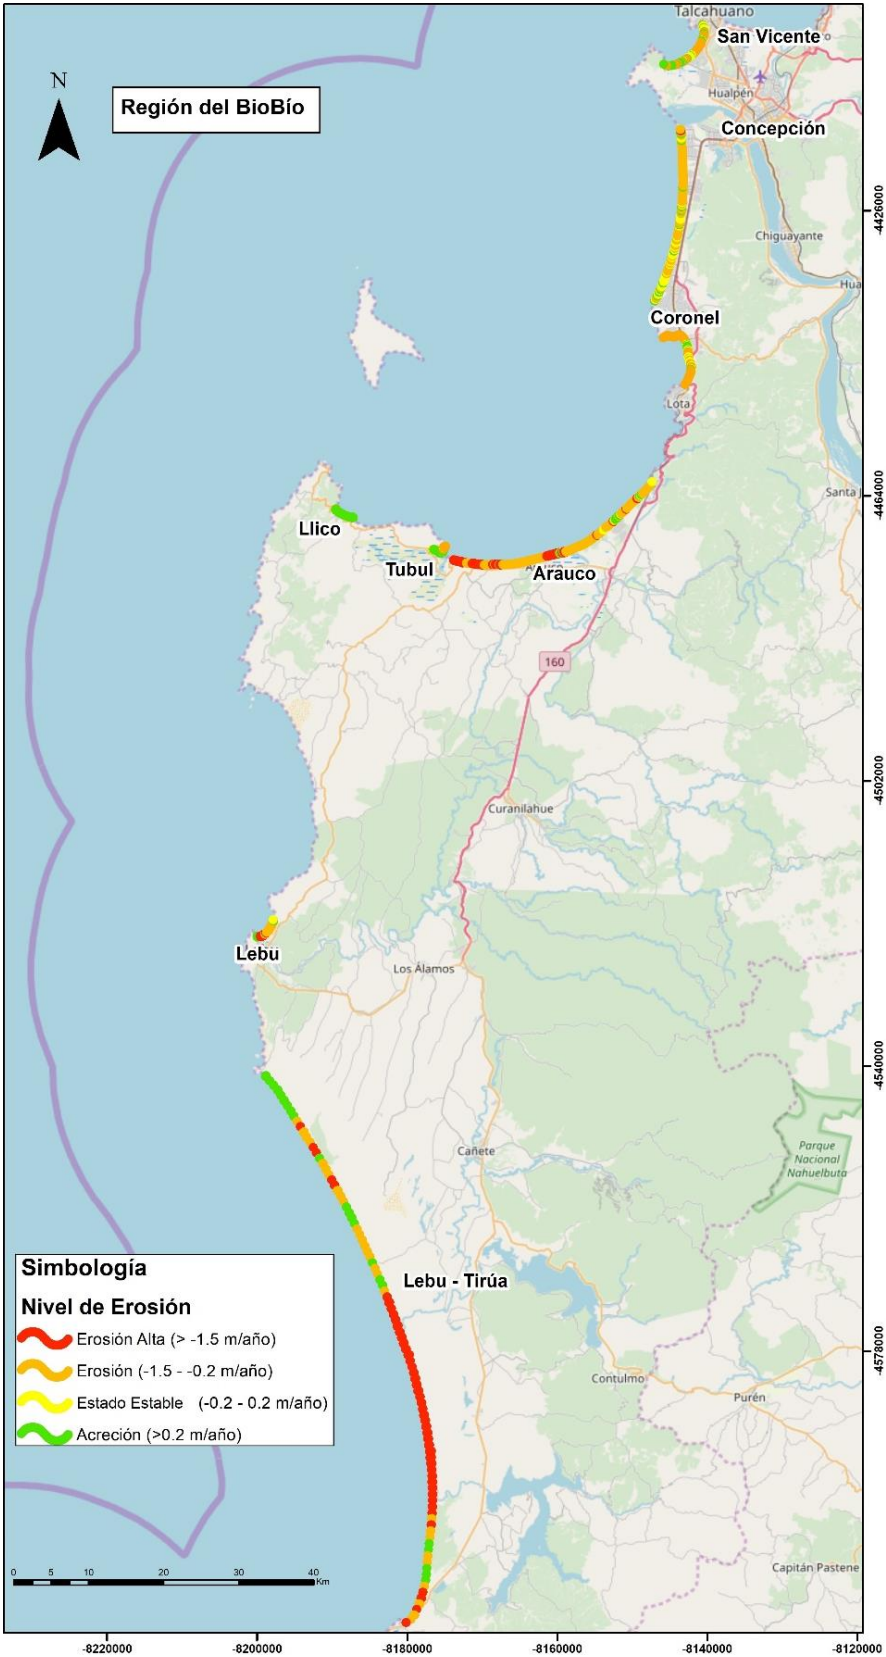 Talcahuano
San Vicente
Hualpén
N
Región del BioBío
Concepción
-4426000
Chiguayante
Hua
Coronel
Lota
-4464000
Santa J
Llico
Tubul
Arauco
160
-4502000
Curanilahue
Lebu
Los Álamos
-4540000
Parque
Nacional
Nahuelbuta
Cañete
Simbología
Lebu - Tirúa
Nivel de Erosión
Erosión Alta (> -1.5 m/año)
-4578000
Erosión (-1.5 - -0.2 m/año)
Contulmo
Purén
Estado Estable (-0.2 - 0.2 m/año)
Acreción (>0.2 m/año)
Capitán Pastene
0 5 10 20 30 40
Km
-8220000 -8200000 -8180000 -8160000 -8140000 -8120000